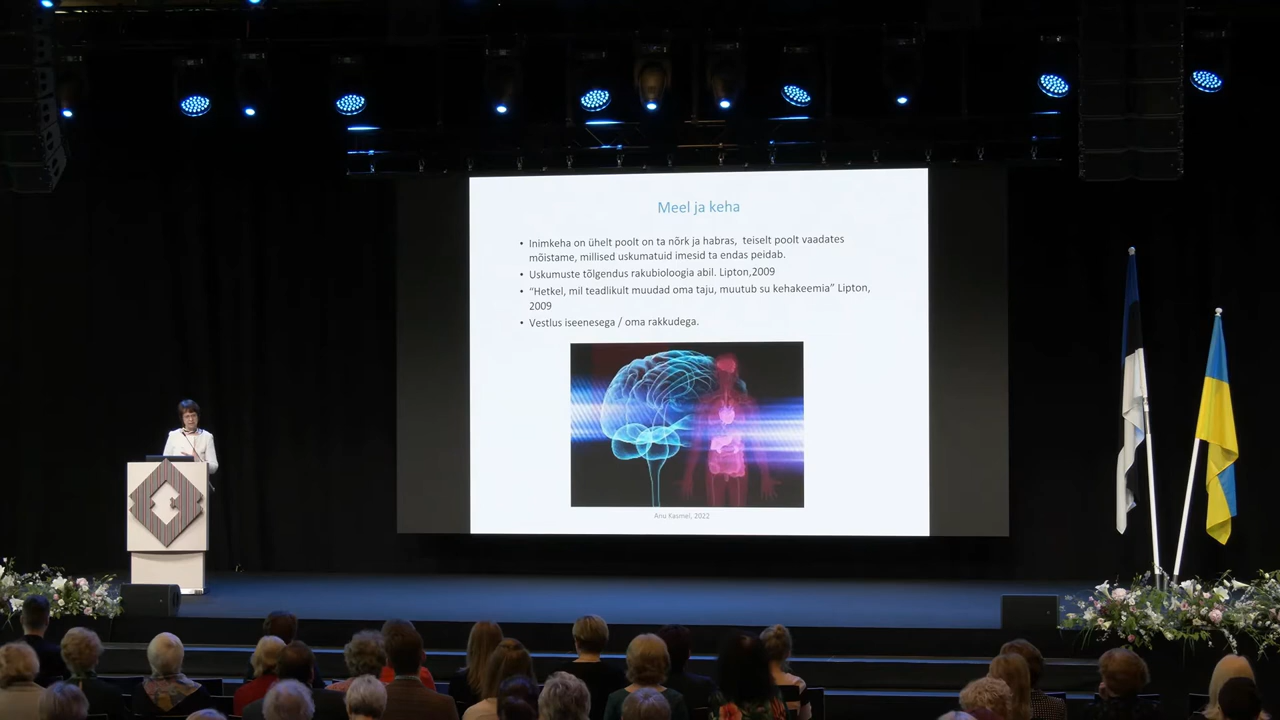 Meel ja keha
• Inimkeha on ühelt poolt on ta nõrk ja habras, teiselt poolt vaadates
mõistame, millised uskumatuid imesid ta endas peidab.
• Uskumuste tõlgendus rakubioloogia abil. Lipton,2009
• “Hetkel, mil teadlikult muudad oma taju, muutub su kehakeemia” Lipton,
2009
• Vestlus iseenesega / oma rakkudega.
Anu Kasmel, 2022